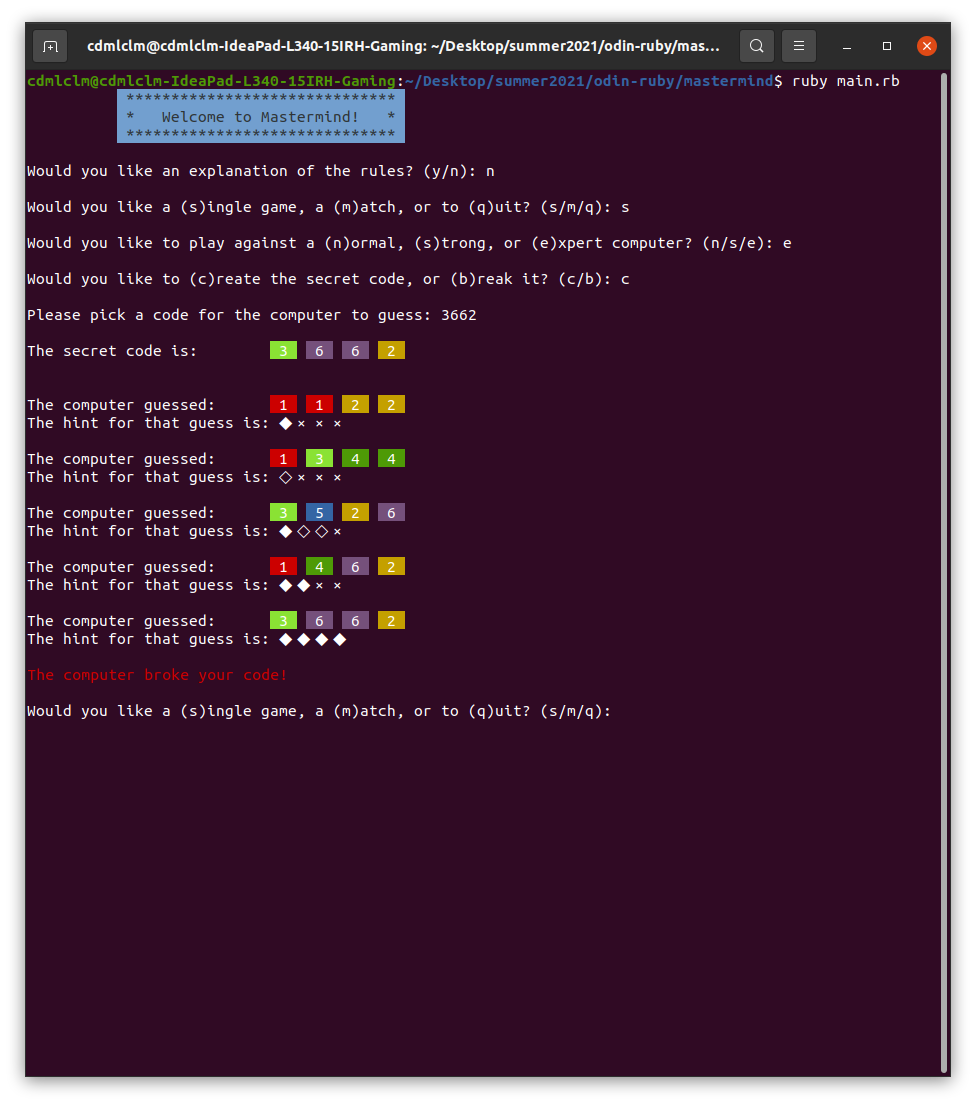 cdmlclm@cdmlclm-IdeaPad-L340-15IRH-Gaming: ~/Desktop/summer2021/odin-ruby/mas...
cdmlclm@cdmlclm-IdeaPad-L340-15IRH-Gaming:~/Desktop/summer2021/odin-ruby/mastermind$ ruby main.rb
******************************
*   Welcome to Mastermind!   *
******************************
Would you like an explanation of the rules? (y/n): n
Would you like a (s)ingle game, a (m)atch, or to (q)uit? (s/m/q): s
Would you like to play against a (n)ormal, (s)trong, or (e)xpert computer? (n/s/e): e
Would you like to (c)reate the secret code, or (b)reak it? (c/b): c
Please pick a code for the computer to guess: 3662
The secret code is: 3 6 6 2
The computer guessed: 1 1 2 2
The hint for that guess is: ◆ × × ×
The computer guessed: 1 3 4 4
The hint for that guess is: ◇ × × ×
The computer guessed: 3 5 2 6
The hint for that guess is: ◆ ◇ ◇ ×
The computer guessed: 1 4 6 2
The hint for that guess is: ◆ ◆ × ×
The computer guessed: 3 6 6 2
The hint for that guess is: ◆ ◆ ◆ ◆
The computer broke your code!
Would you like a (s)ingle game, a (m)atch, or to (q)uit? (s/m/q):